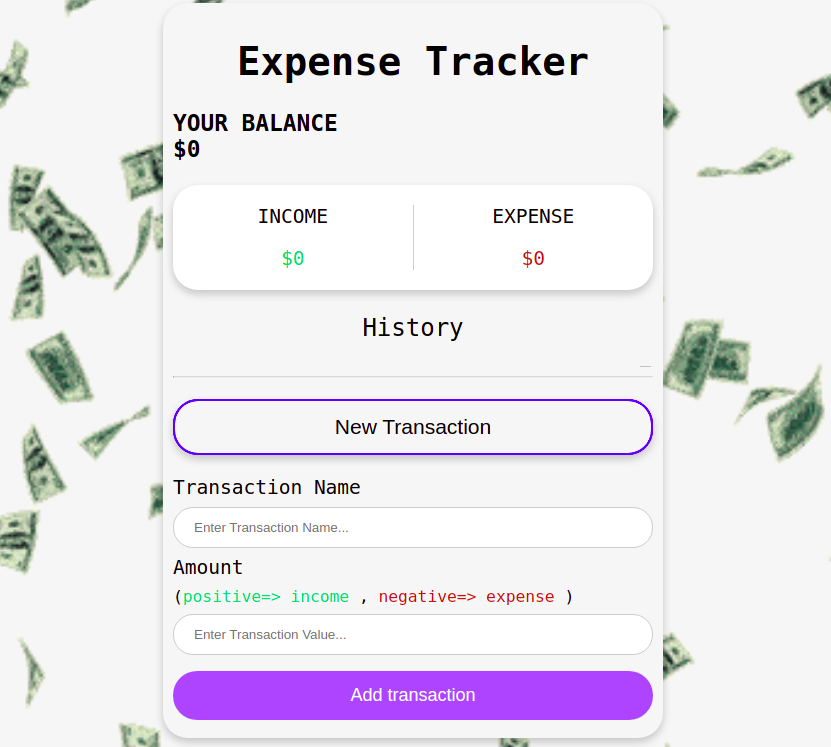 Expense Tracker
YOUR BALANCE
$0
INCOME EXPENSE
$0 $0
History
New Transaction
Transaction Name
Enter Transaction Name...
Amount
(positive=> income , negative=> expense )
Enter Transaction Value...
Add transaction